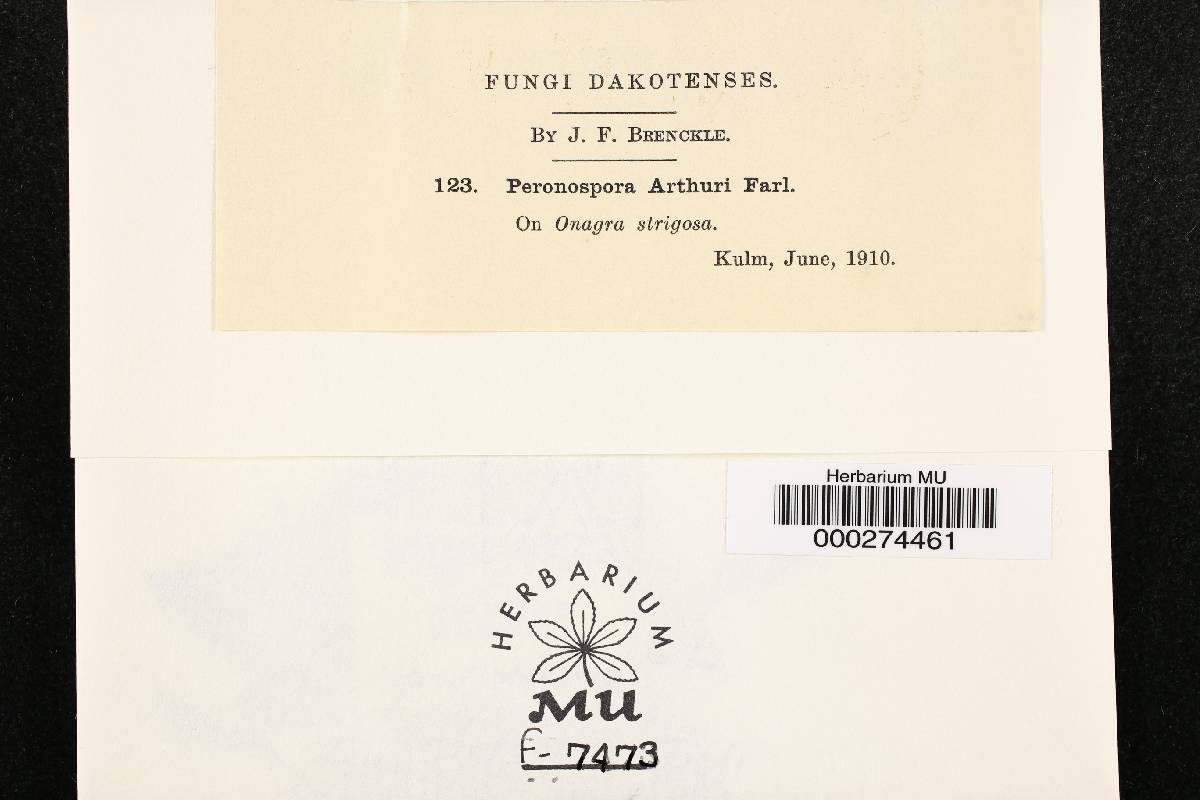 FUNGI DAKOTENSES.
BY J. F. BRENCKLE.
123. Peronospora Arthuri Farl.
On Onagra strigosa.
Kulm, June, 1910.
Herbarium MU
000274461
HERBARIUM
MU
F- 7473